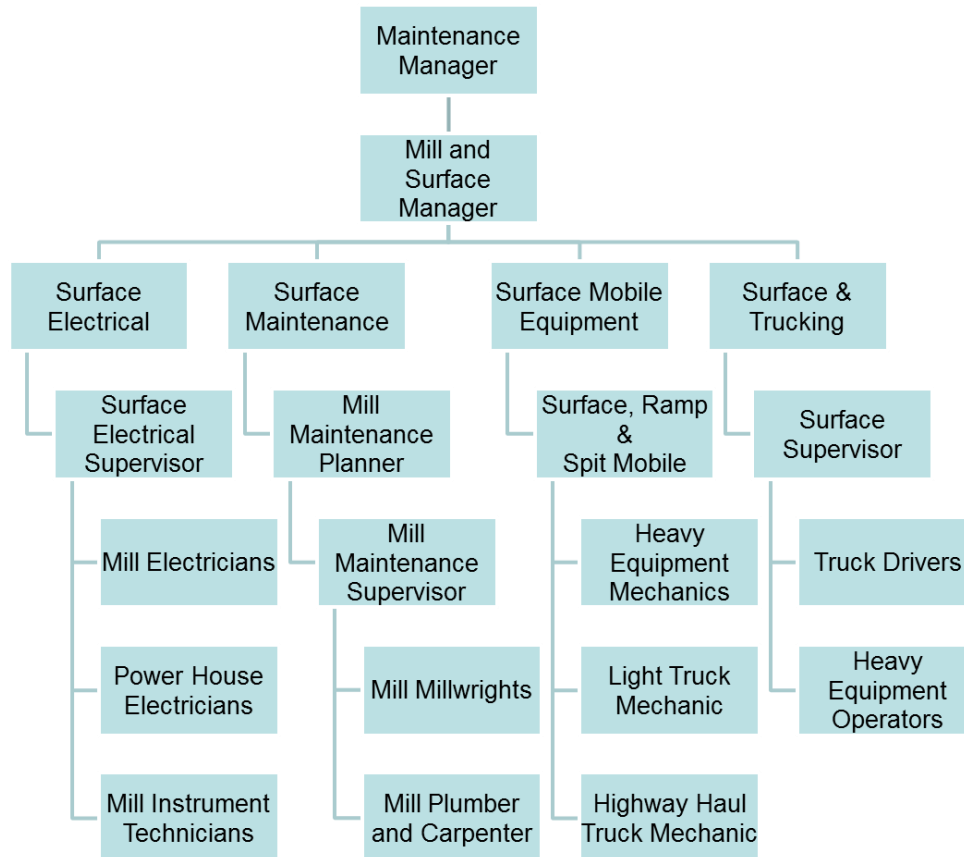 Maintenance
Manager
Mill and
Surface
Manager
Surface
Electrical
Surface
Maintenance
Surface Mobile
Equipment
Surface &
Trucking
Surface
Electrical
Supervisor
Mill
Maintenance
Planner
Surface, Ramp
&
Spit Mobile
Surface
Supervisor
Mill Electricians
Mill
Maintenance
Supervisor
Heavy
Equipment
Mechanics
Truck Drivers
Power House
Electricians
Mill Millwrights
Light Truck
Mechanic
Heavy
Equipment
Operators
Mill Instrument
Technicians
Mill Plumber
and Carpenter
Highway Haul
Truck Mechanic